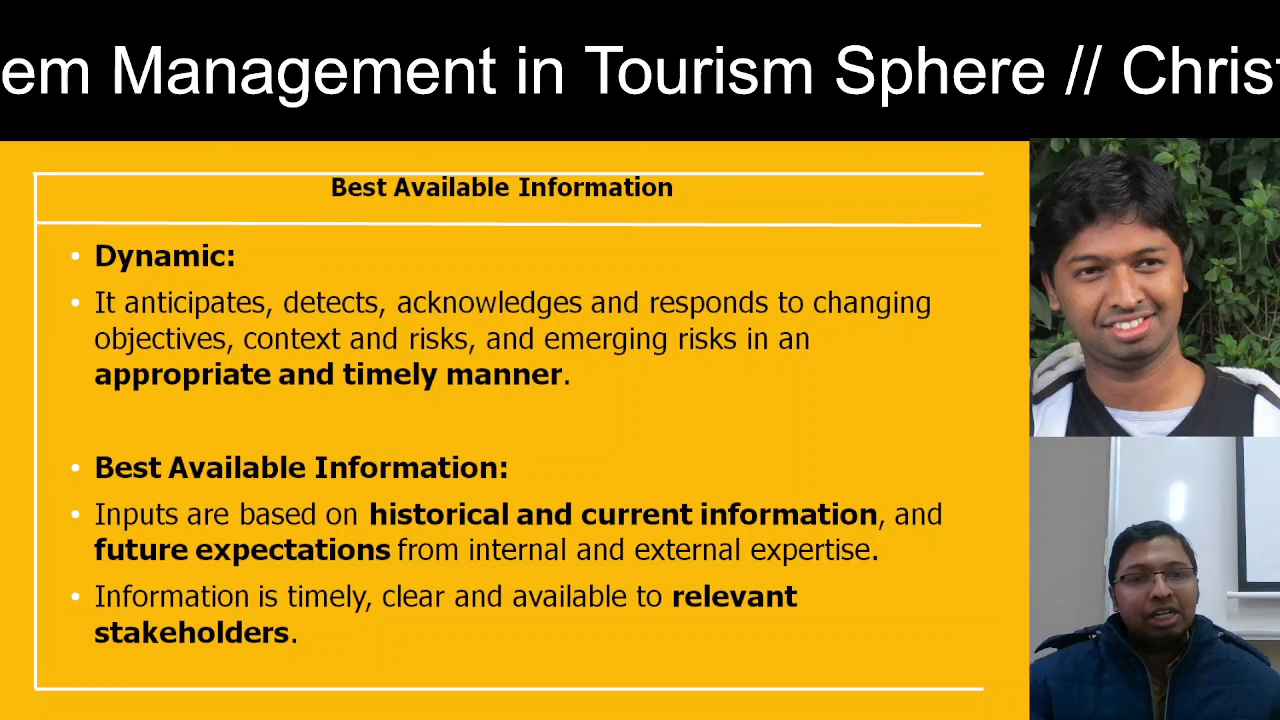 em Management in Tourism Sphere // Christ
Best Available Information
Dynamic:
It anticipates, detects, acknowledges and responds to changing
objectives, context and risks, and emerging risks in an
appropriate and timely manner.
Best Available Information:
Inputs are based on historical and current information, and
future expectations from internal and external expertise.
Information is timely, clear and available to relevant
stakeholders.